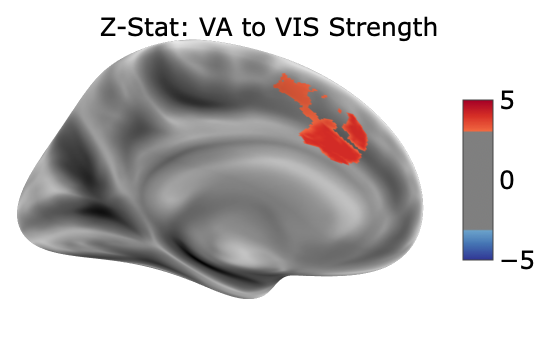 Z-Stat: VA to VIS Strength
5
0
−5